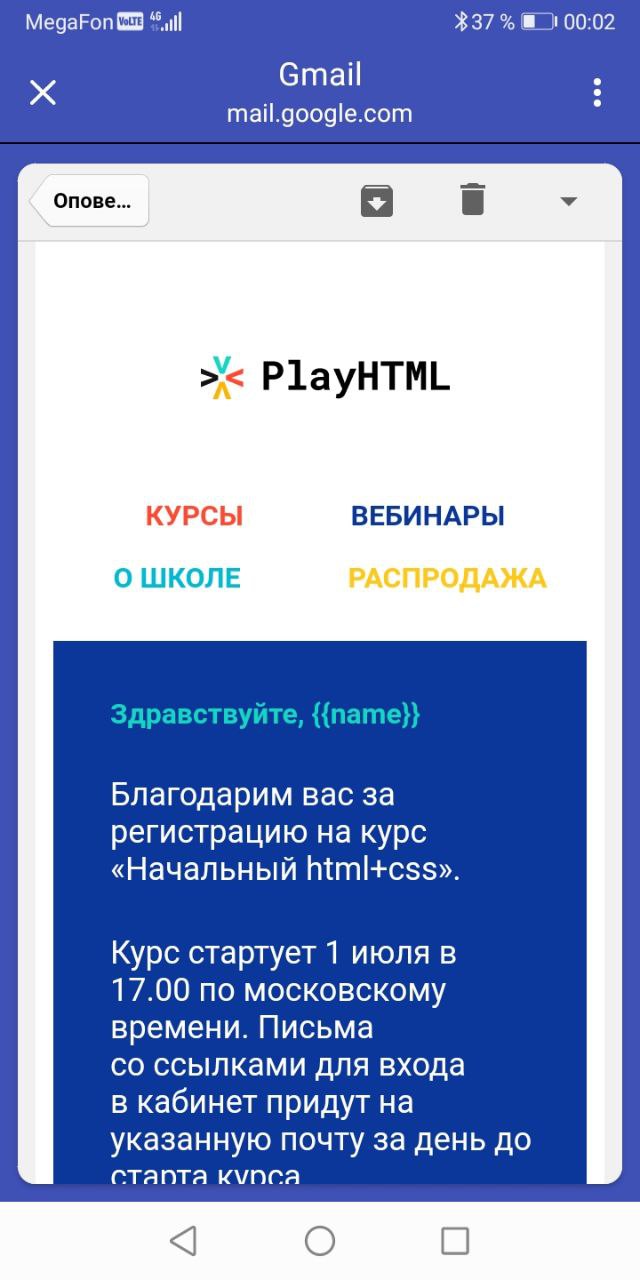 MegaFon VoLTE 4G 37 % 00:02
Gmail
mail.google.com
Опове...
PlayHTML
КУРСЫ ВЕБИНАРЫ
О ШКОЛЕ РАСПРОДАЖА
Здравствуйте, {{name}}
Благодарим вас за
регистрацию на курс
«Начальный html+css».
Курс стартует 1 июля в
17.00 по московскому
времени. Письма
со ссылками для входа
в кабинет придут на
указанную почту за день до
старта курса